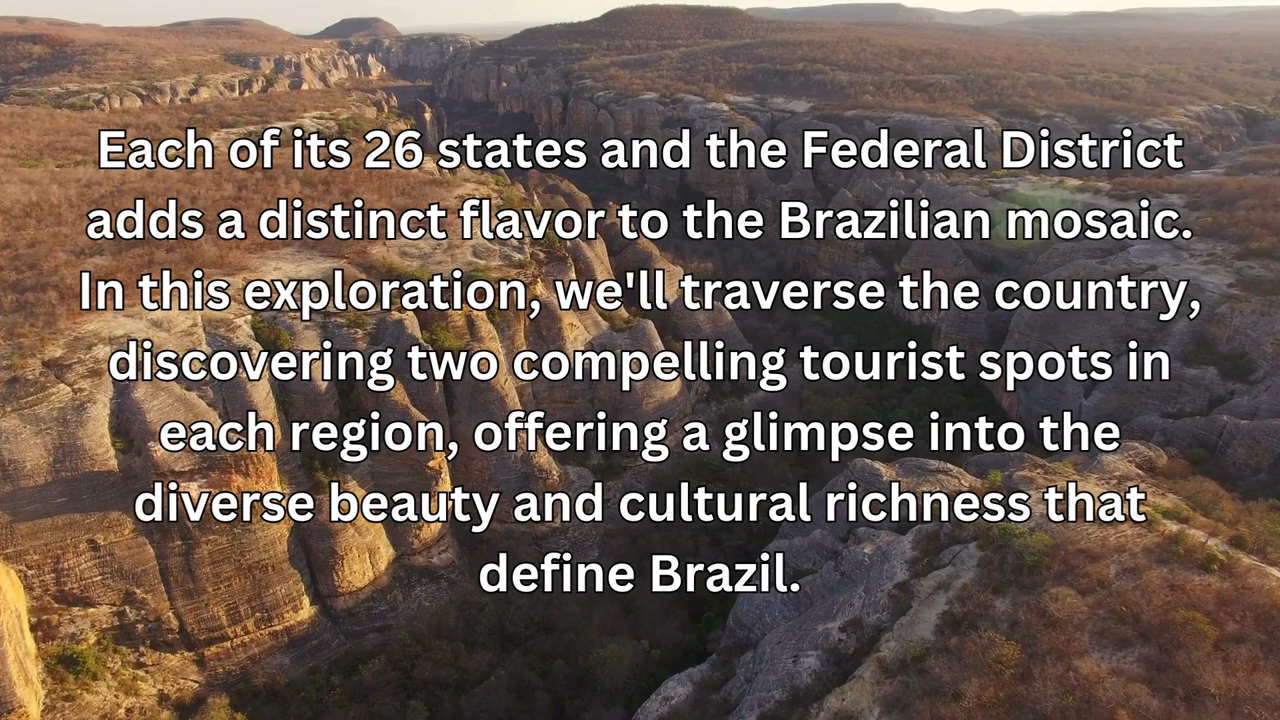 Each of its 26 states and the Federal District
adds a distinct flavor to the Brazilian mosaic.
In this exploration, we'll traverse the country,
discovering two compelling tourist spots in
each region, offering a glimpse into the
diverse beauty and cultural richness that
define Brazil.